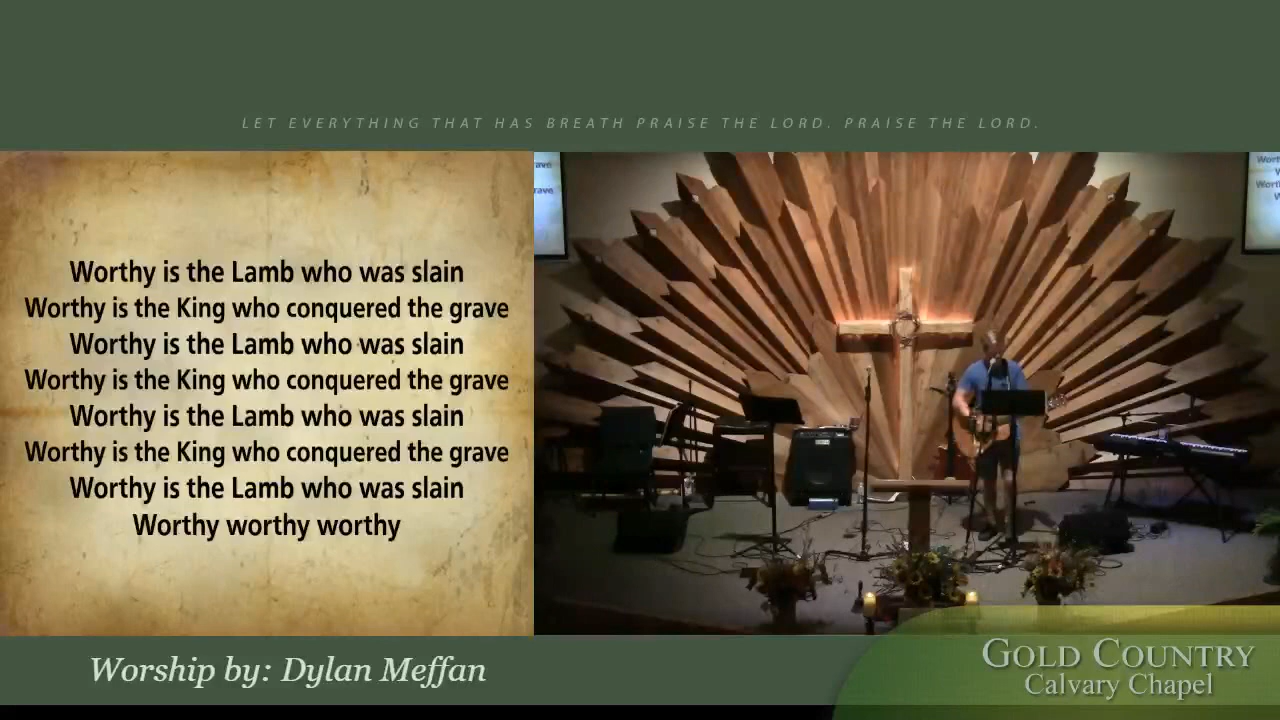 LET EVERYTHING THAT HAS BREATH PRAISE THE LORD. PRAISE THE LORD.
Worthy is the Lamb who was slain
Worthy is the King who conquered the grave
Worthy is the Lamb who was slain
Worthy is the King who conquered the grave
Worthy is the Lamb who was slain
Worthy is the King who conquered the grave
Worthy is the Lamb who was slain
Worthy worthy worthy
Worship by: Dylan Meffan
GOLD COUNTRY
Calvary Chapel